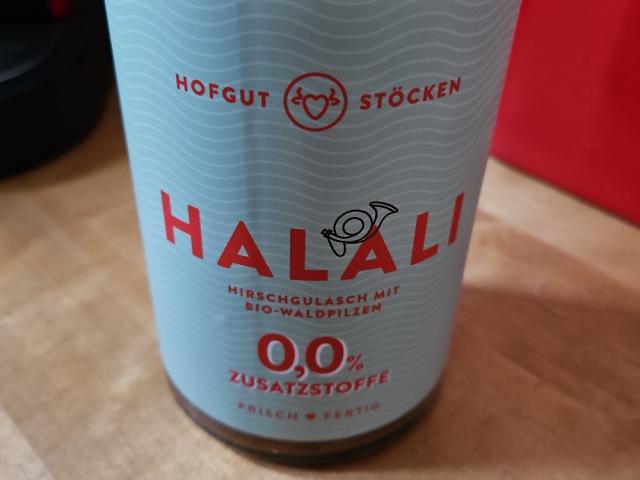 HOFGUT STÖCKEN
HALALI
HIRSCHGULASCH MIT
BIO-WALDPILZEN
0,0%
ZUSATZSTOFFE
FRISCH ♥ FERTIG